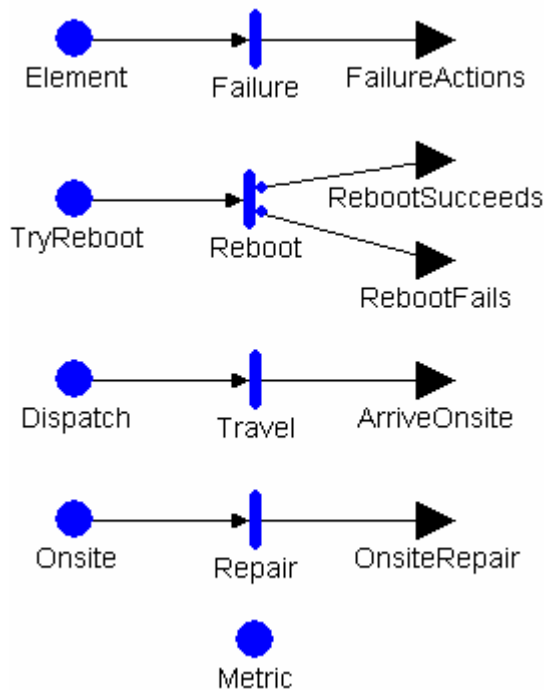 Element
Failure
FailureActions
RebootSucceeds
TryReboot
Reboot
RebootFails
Dispatch
Travel
ArriveOnsite
Onsite
Repair
OnsiteRepair
Metric